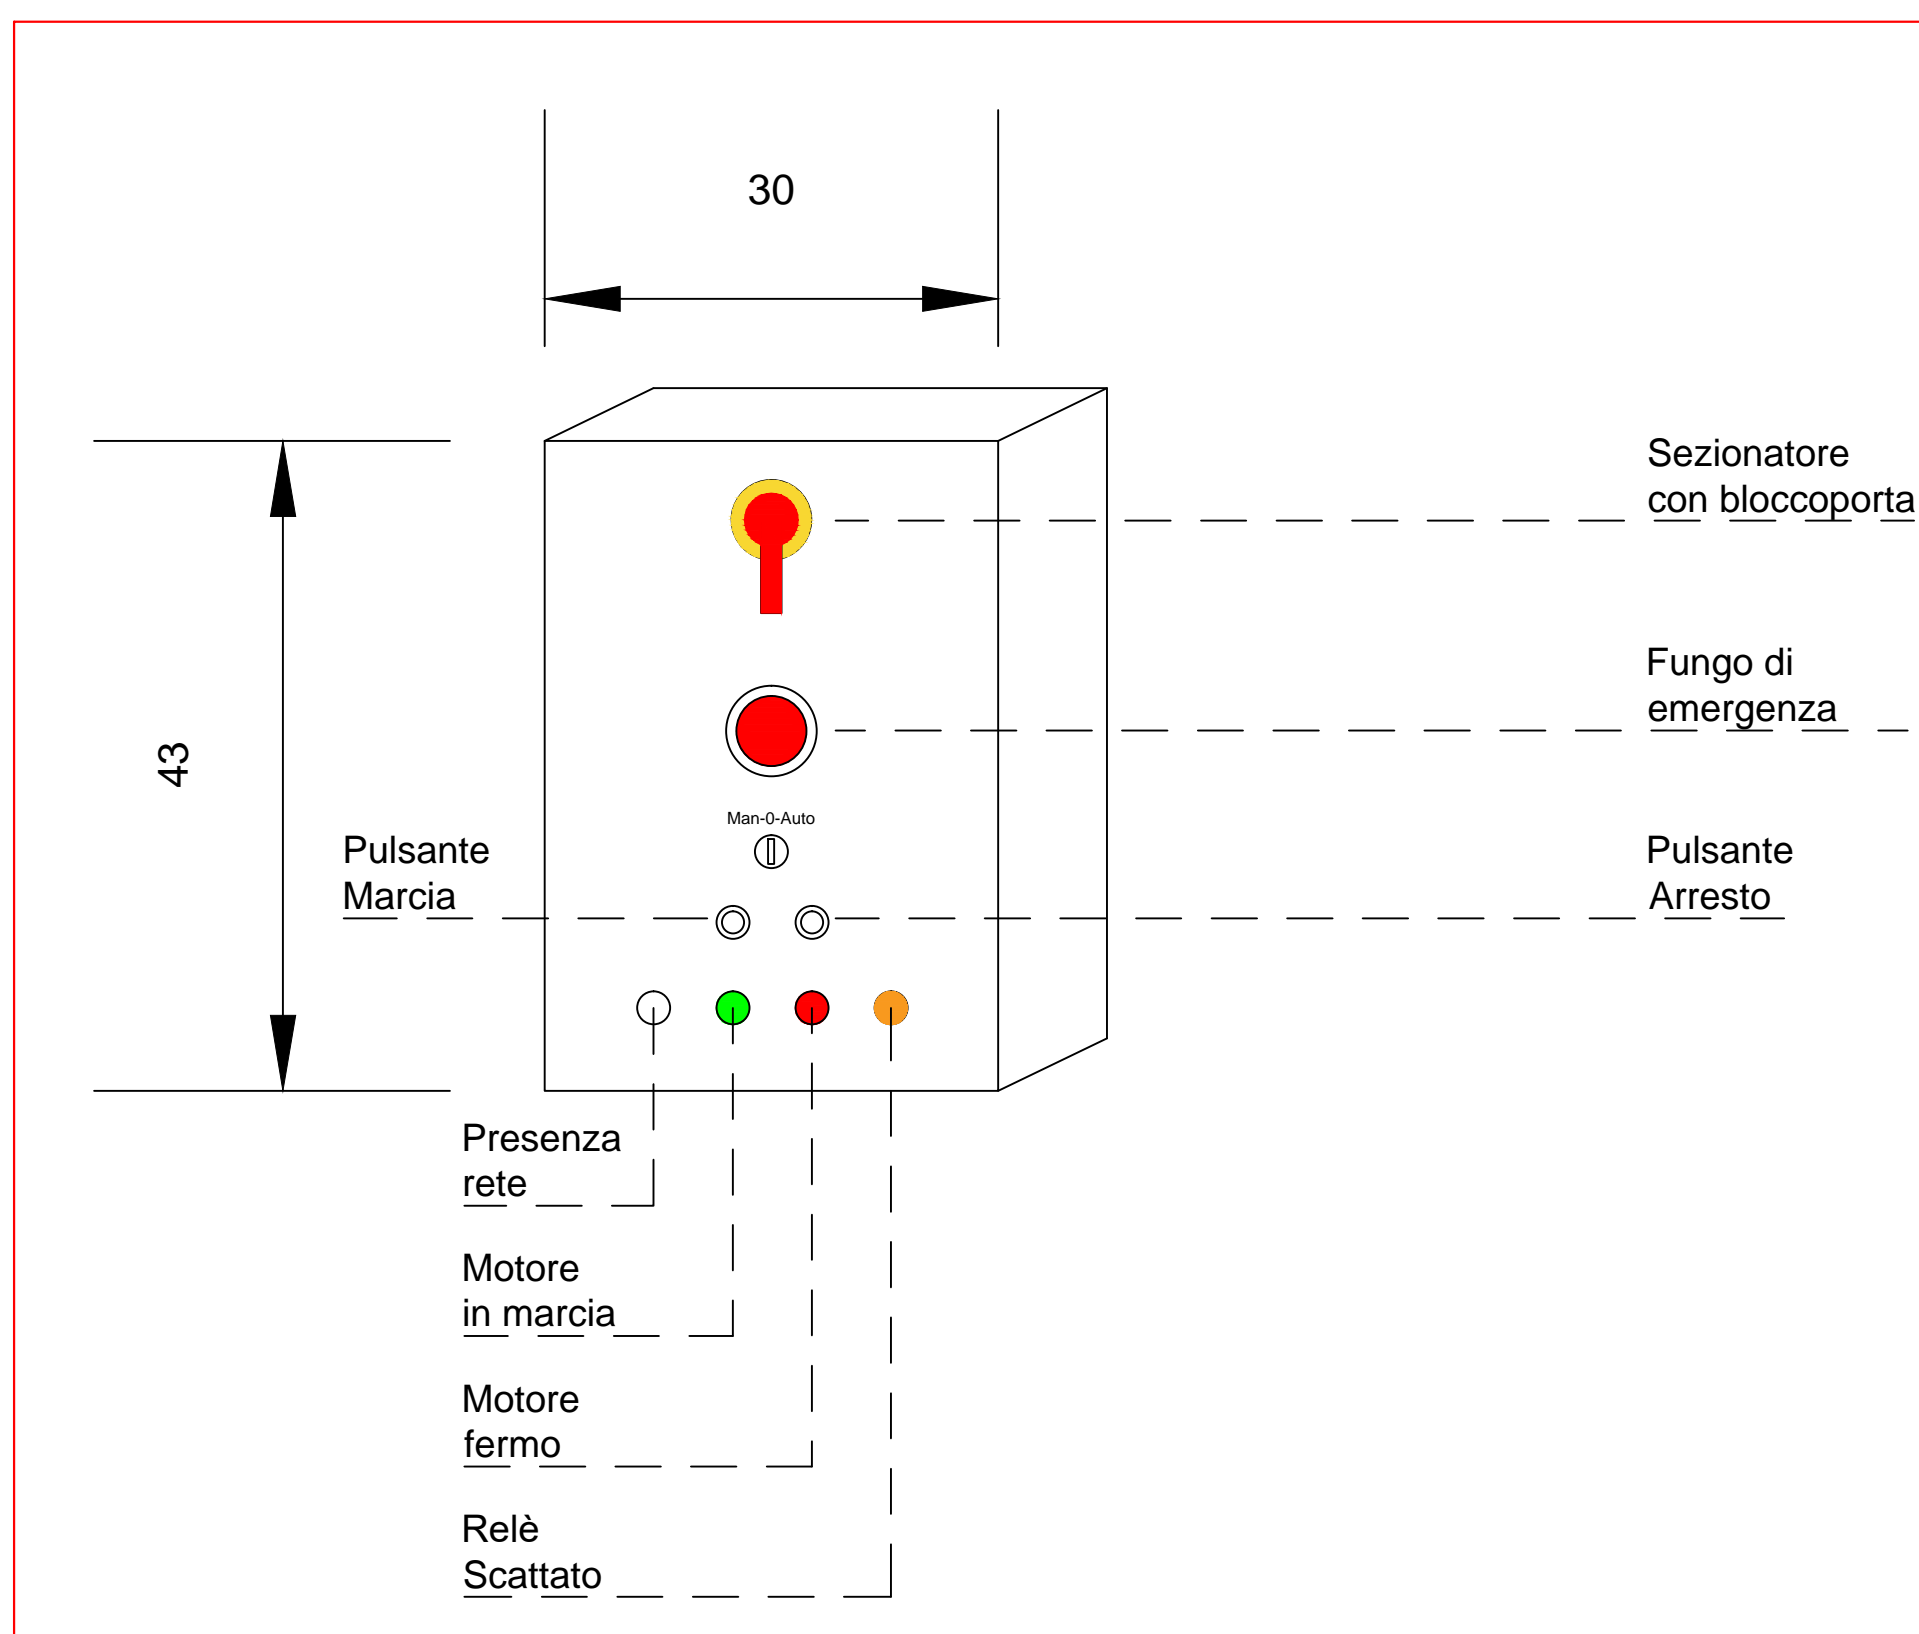 30
Sezionatore
con bloccoporta
Fungo di
emergenza
43
Man-0-Auto
Pulsante
Marcia
Pulsante
Arresto
Presenza
rete
Motore
in marcia
Motore
fermo
Relè
Scattato